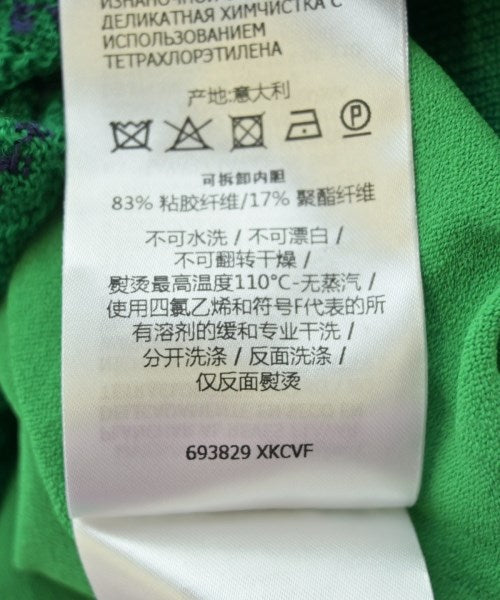 ИЗНАНОЧНОЙ
ДЕЛИКАТНАЯ ХИМЧИСТКА С
ИСПОЛЬЗОВАНИЕМ
ТЕТРАХЛОРЭТИЛЕНА
产地:意大利
P
可拆卸内胆
83% 粘胶纤维/17% 聚酯纤维
不可水洗 / 不可漂白 /
不可翻转干燥 /
熨烫最高温度110°C-无蒸汽 /
使用四氯乙烯和符号F代表的所
有溶剂的缓和专业干洗 /
分开洗涤 / 反面洗涤 /
仅反面熨烫
693829 XKCVF